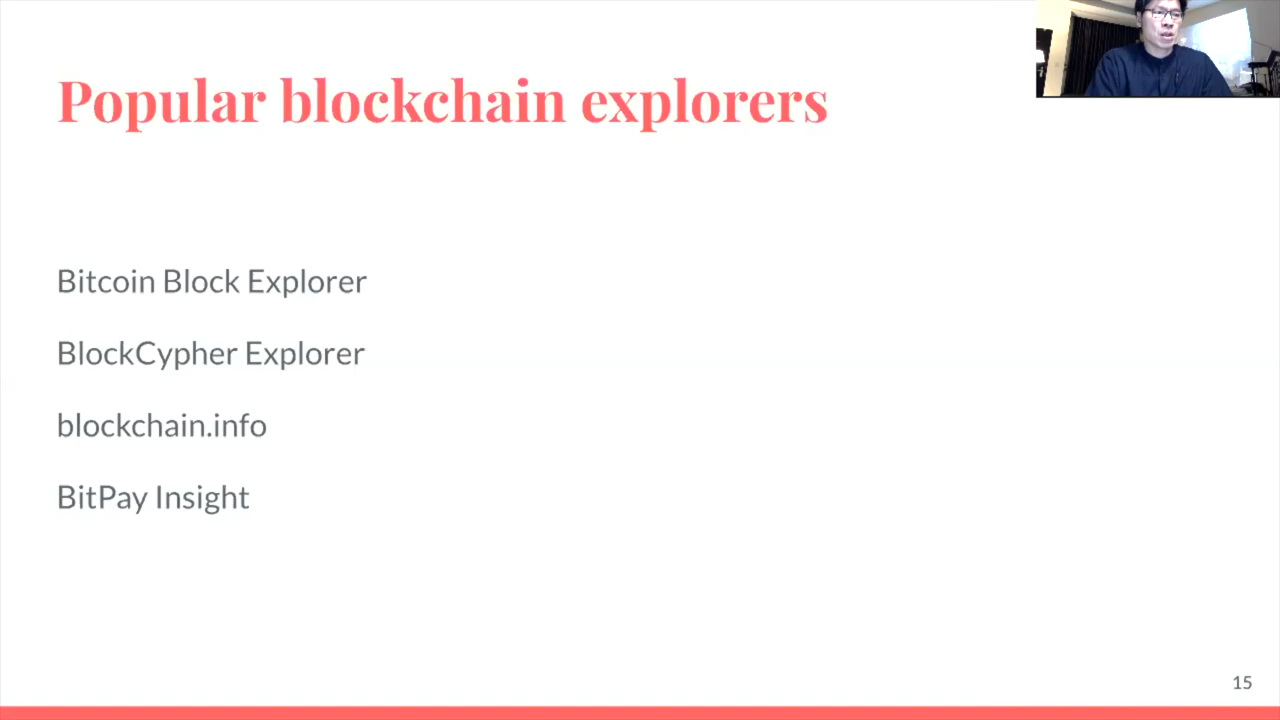 Popular blockchain explorers
Bitcoin Block Explorer
BlockCypher Explorer
blockchain.info
BitPay Insight
15